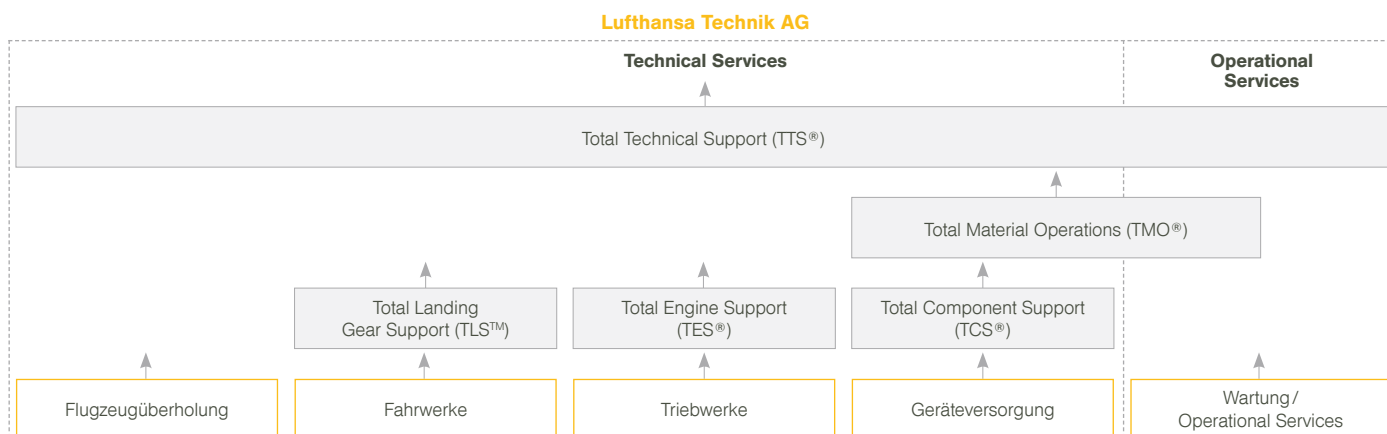 Lufthansa Technik AG
Technical Services
Operational
Services
Total Technical Support (TTS®)
Total Material Operations (TMO®)
Total Landing
Gear Support (TLS™)
Total Engine Support
(TES®)
Total Component Support
(TCS®)
Flugzeugüberholung
Fahrwerke
Triebwerke
Geräteversorgung
Wartung/
Operational Services